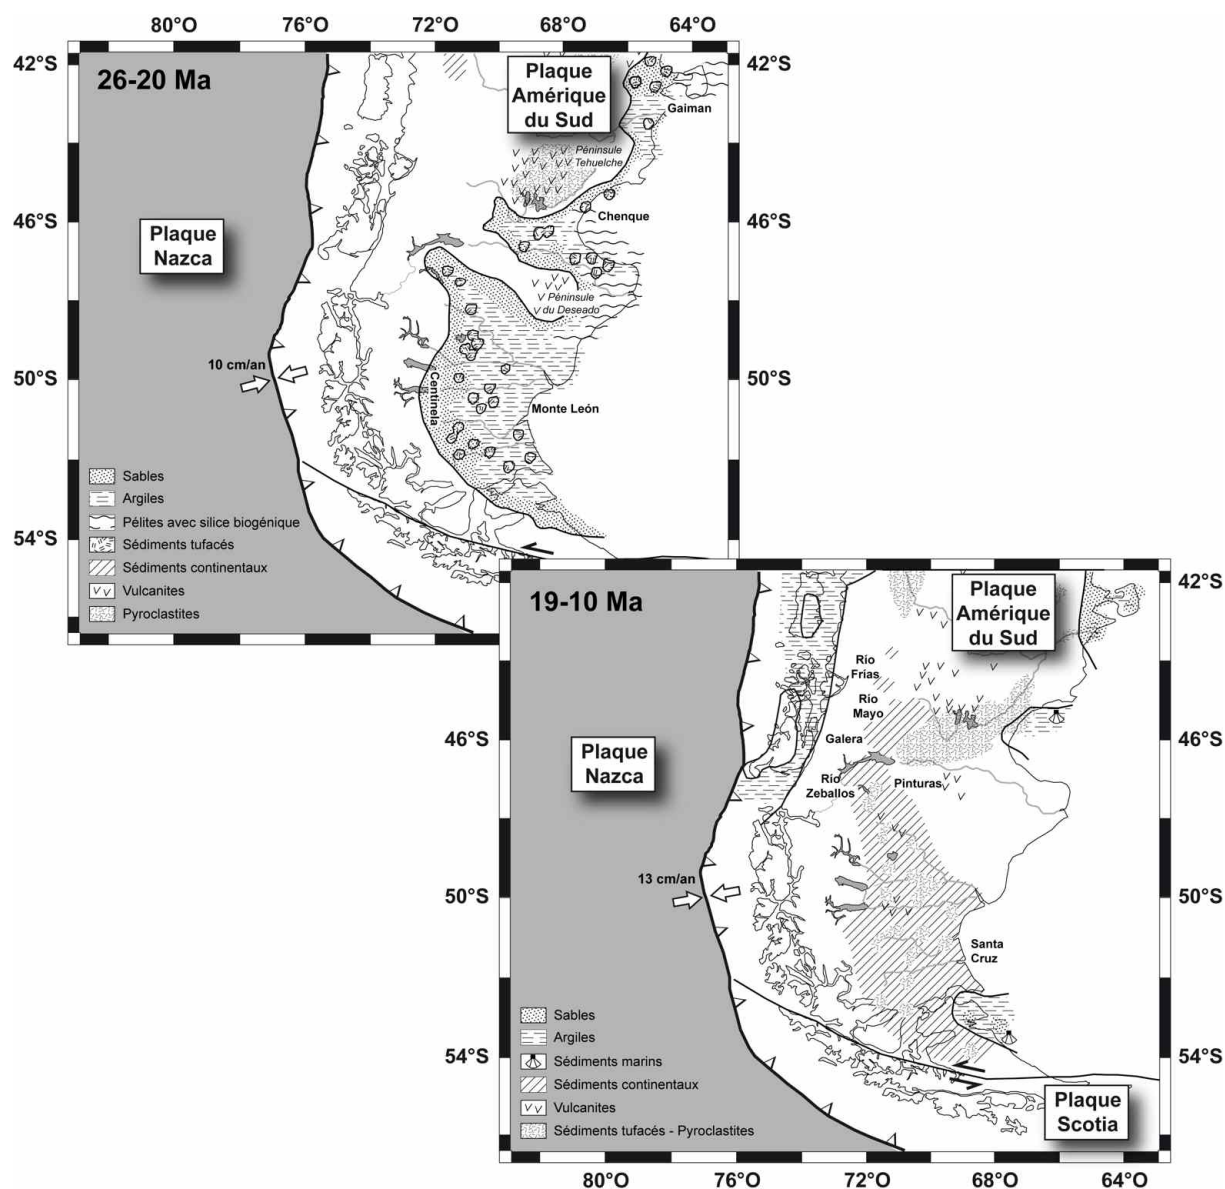 80°O 76°O 72°O 68°O 64°O
42°S
42°S
26-20 Ma
Plaque
Amérique
du Sud
Gaiman
Péninsule
Tehuelche
46°S
46°S
Chenque
Plaque
Nazca
Péninsule
du Deseado
10 cm/an
50°S
50°S
Centinela
Monte León
Sables
Argiles
Pélites avec silice biogénique
Sédiments tufacés
Sédiments continentaux
Vulcanites
Pyroclastites
54°S
42°S
19-10 Ma
Plaque
Amérique
du Sud
Río
Frias
Río
Mayo
Galera
46°S
46°S
Plaque
Nazca
Río
Zeballos
Pinturas
13 cm/an
50°S
50°S
Santa
Cruz
Sables
Argiles
Sédiments marins
Sédiments continentaux
Vulcanites
Sédiments tufacés - Pyroclastites
54°S
54°S
Plaque
Scotia
80°O 76°O 72°O 68°O 64°O